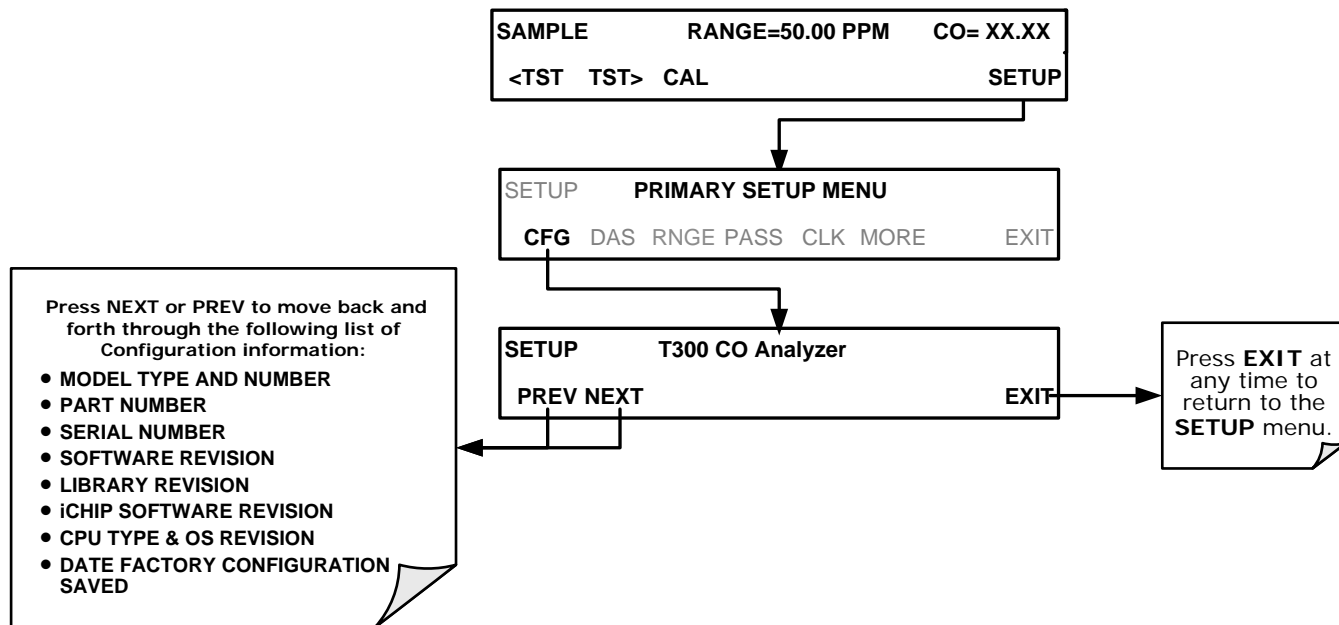 SAMPLE RANGE=50.00 PPM CO= XX.XX
<TST TST> CAL SETUP
SETUP PRIMARY SETUP MENU
CFG DAS RNGE PASS CLK MORE EXIT
Press NEXT or PREV to move back and
forth through the following list of
Configuration information:
● MODEL TYPE AND NUMBER
● PART NUMBER
● SERIAL NUMBER
● SOFTWARE REVISION
● LIBRARY REVISION
● iCHIP SOFTWARE REVISION
● CPU TYPE & OS REVISION
● DATE FACTORY CONFIGURATION
SAVED
SETUP T300 CO Analyzer
PREV NEXT EXIT
Press EXIT at
any time to
return to the
SETUP menu.